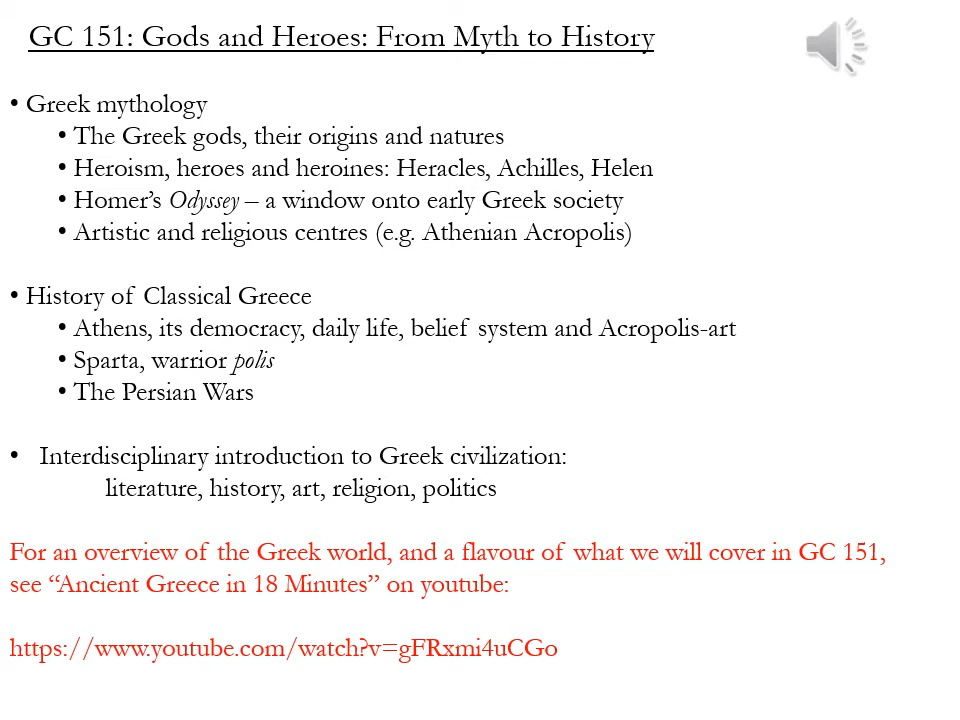 GC 151: Gods and Heroes: From Myth to History
• Greek mythology
• The Greek gods, their origins and natures
• Heroism, heroes and heroines: Heracles, Achilles, Helen
• Homer’s Odyssey – a window onto early Greek society
• Artistic and religious centres (e.g. Athenian Acropolis)
• History of Classical Greece
• Athens, its democracy, daily life, belief system and Acropolis-art
• Sparta, warrior polis
• The Persian Wars
• Interdisciplinary introduction to Greek civilization:
literature, history, art, religion, politics
For an overview of the Greek world, and a flavour of what we will cover in GC 151,
see “Ancient Greece in 18 Minutes” on youtube:
https://www.youtube.com/watch?v=gFRxmi4uCGo